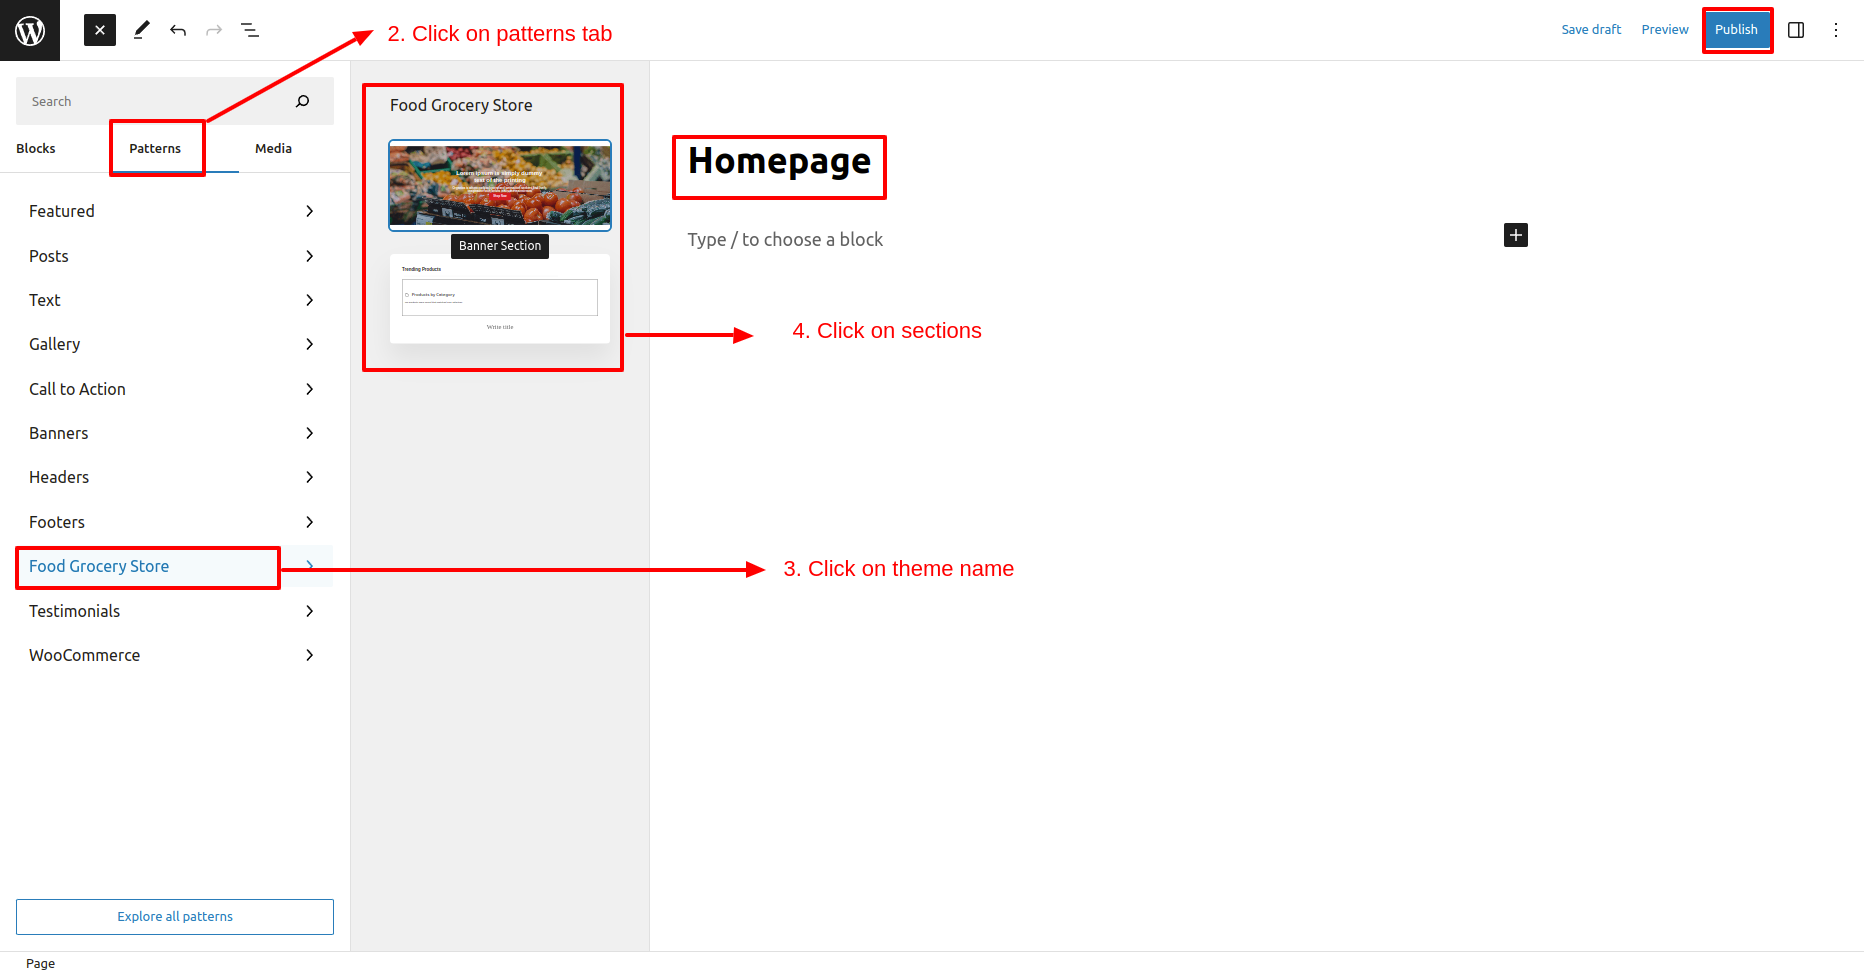 2. Click on patterns tab
Save draft
Preview
Publish
Search
Blocks
Patterns
Media
Featured
Posts
Text
Gallery
Call to Action
Banners
Headers
Footers
Food Grocery Store
Testimonials
WooCommerce
Explore all patterns
Page
Food Grocery Store
Lorem Ipsum is simply dummy
text of the printing
Shop Now
Banner Section
Trending Products
Products by Category
Write title
Homepage
Type / to choose a block
4. Click on sections
3. Click on theme name